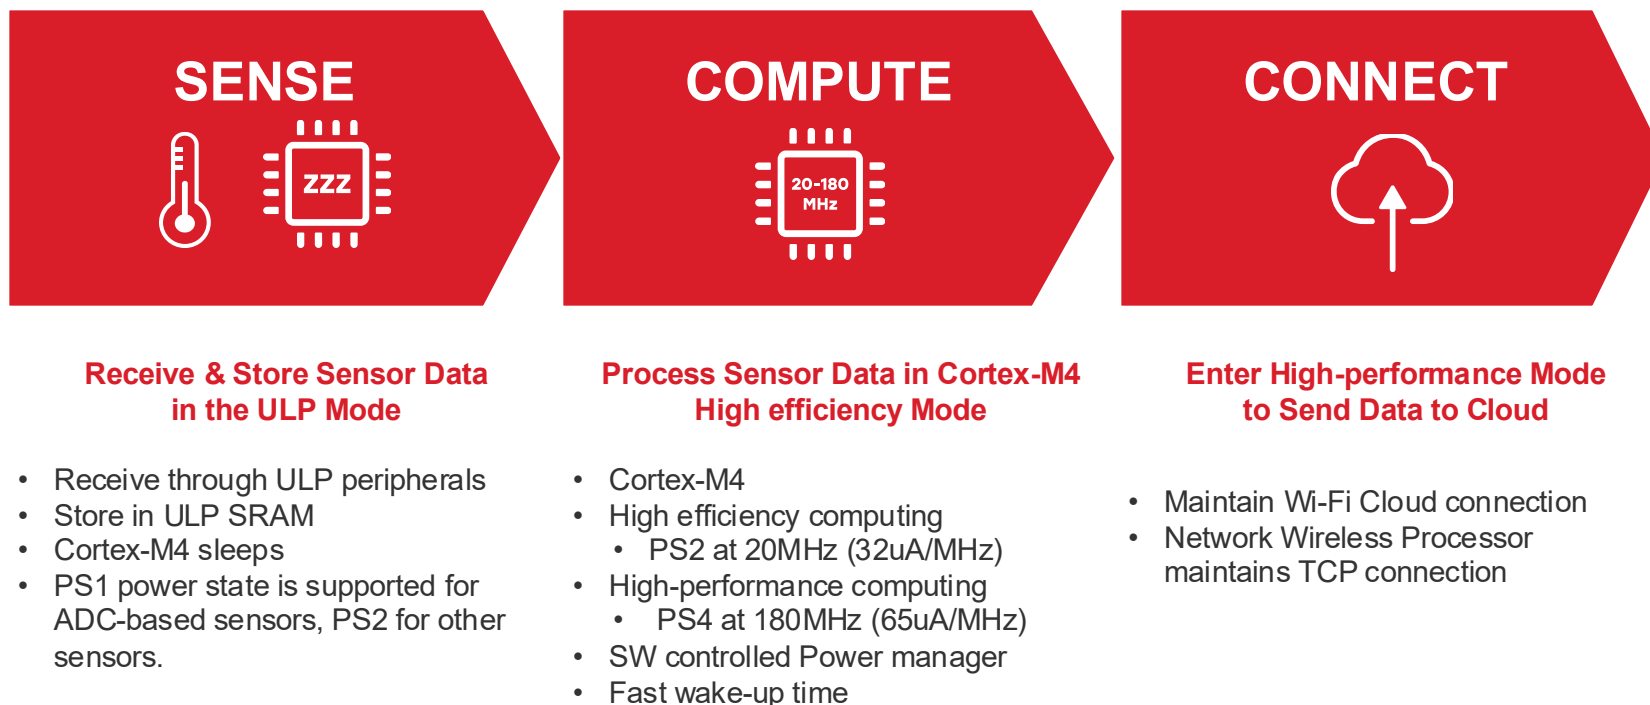 SENSE
zzz
Receive & Store Sensor Data
in the ULP Mode
• Receive through ULP peripherals
• Store in ULP SRAM
• Cortex-M4 sleeps
• PS1 power state is supported for
ADC-based sensors, PS2 for other
sensors.
COMPUTE
20-180
MHz
Process Sensor Data in Cortex-M4
High efficiency Mode
• Cortex-M4
• High efficiency computing
• PS2 at 20MHz (32uA/MHz)
• High-performance computing
• PS4 at 180MHz (65uA/MHz)
• SW controlled Power manager
• Fast wake-up time
CONNECT
Enter High-performance Mode
to Send Data to Cloud
• Maintain Wi-Fi Cloud connection
• Network Wireless Processor
maintains TCP connection